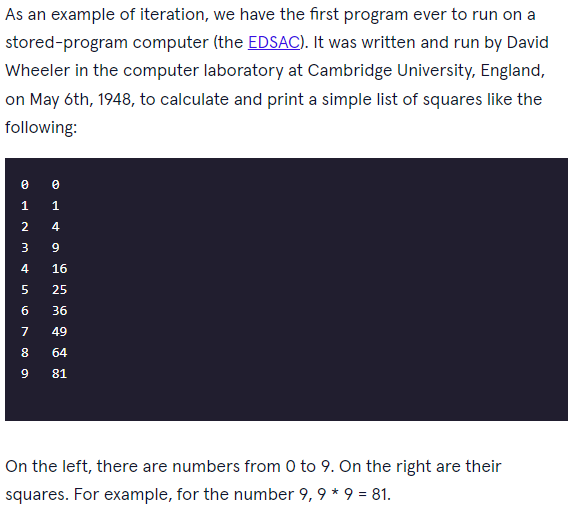 As an example of iteration, we have the first program ever to run on a
stored-program computer (the EDSAC). It was written and run by David
Wheeler in the computer laboratory at Cambridge University, England,
on May 6th, 1948, to calculate and print a simple list of squares like the
following:
0 0
1 1
2 4
3 9
4 16
5 25
6 36
7 49
8 64
9 81
On the left, there are numbers from 0 to 9. On the right are their
squares. For example, for the number 9, 9 * 9 = 81.